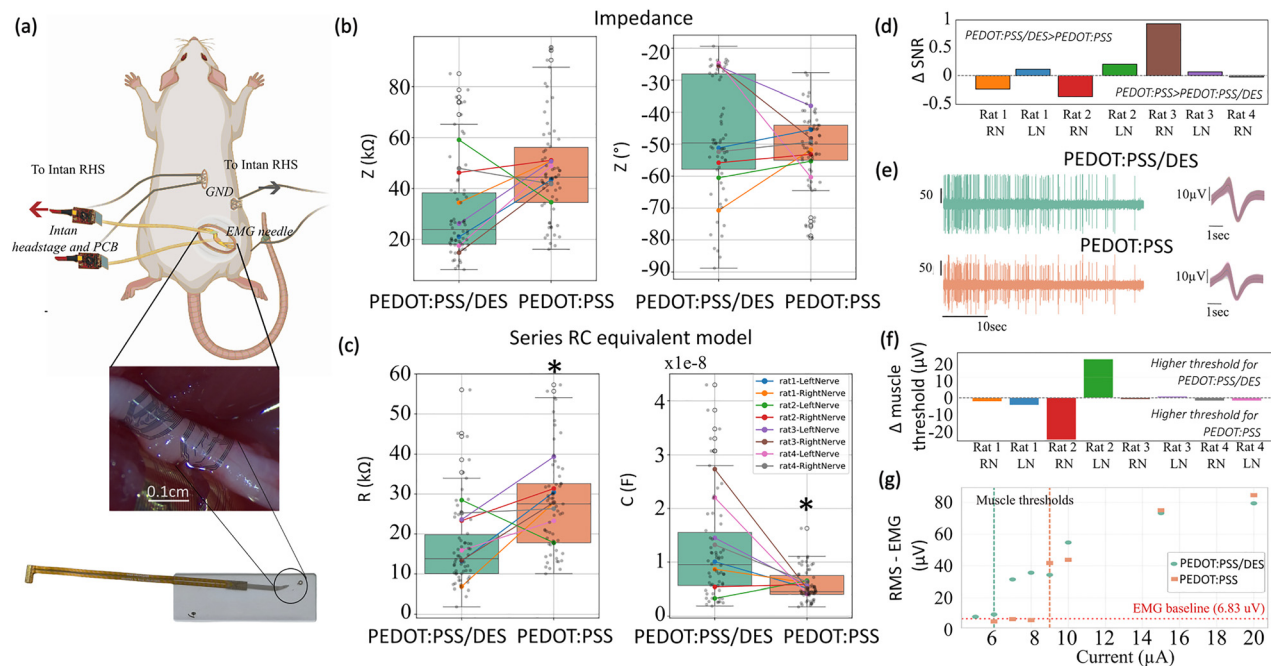 (a)
To Intan RHS
To Intan RHS
GND
Intan
headstage and PCB
EMG needle
0.1cm
(b)
Impedance
Z (kΩ)
80
60
40
20
PEDOT:PSS/DES
PEDOT:PSS
Z (°)
-20
-30
-40
-50
-60
-70
-80
-90
PEDOT:PSS/DES
PEDOT:PSS
(c)
Series RC equivalent model
R (kΩ)
60
50
40
30
20
10
0
*
PEDOT:PSS/DES
PEDOT:PSS
x1e-8
C (F)
4
3
2
1
0
rat1-LeftNerve
rat1-RightNerve
rat2-LeftNerve
rat2-RightNerve
rat3-LeftNerve
rat3-RightNerve
rat4-LeftNerve
rat4-RightNerve
*
PEDOT:PSS/DES
PEDOT:PSS
(d)
Δ SNR
1
0.5
0
-0.5
PEDOT:PSS/DES>PEDOT:PSS
PEDOT:PSS>PEDOT:PSS/DES
Rat 1 Rat 1 Rat 2 Rat 2 Rat 3 Rat 3 Rat 4
RN LN RN LN RN LN RN
(e)
PEDOT:PSS/DES
50
10µV
1sec
PEDOT:PSS
50
10µV
1sec
10sec
(f)
Δ muscle
threshold (µV)
20
10
0
-10
-20
Higher threshold for
PEDOT:PSS/DES
Higher threshold for
PEDOT:PSS
Rat 1 Rat 1 Rat 2 Rat 2 Rat 3 Rat 3 Rat 4 Rat 4
RN LN RN LN RN LN RN LN
(g)
RMS - EMG
(µV)
80
60
40
20
0
Muscle thresholds
PEDOT:PSS/DES
PEDOT:PSS
EMG baseline (6.83 uV)
6 8 10 12 14 16 18 20
Current (µA)